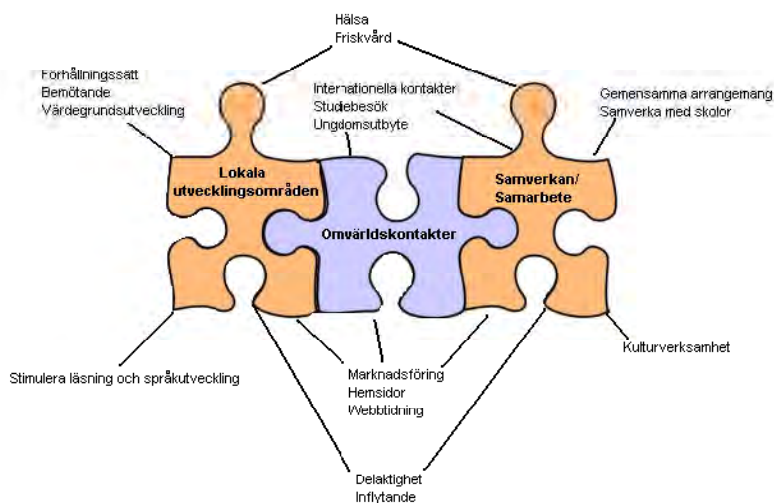 Hälsa
Friskvård
Förhållningssätt
Bemötande
Värdegrundsutveckling
Internationella kontakter
Studiebesök
Ungdomsutbyte
Gemensamma arrangemang
Samverka med skolor
Lokala
utvecklingsområden
Samverkan/
Samarbete
Omvärldskontakter
Stimulera läsning och språkutveckling
Marknadsföring
Hemsidor
Webbtidning
Kulturverksamhet
Delaktighet
Inflytande